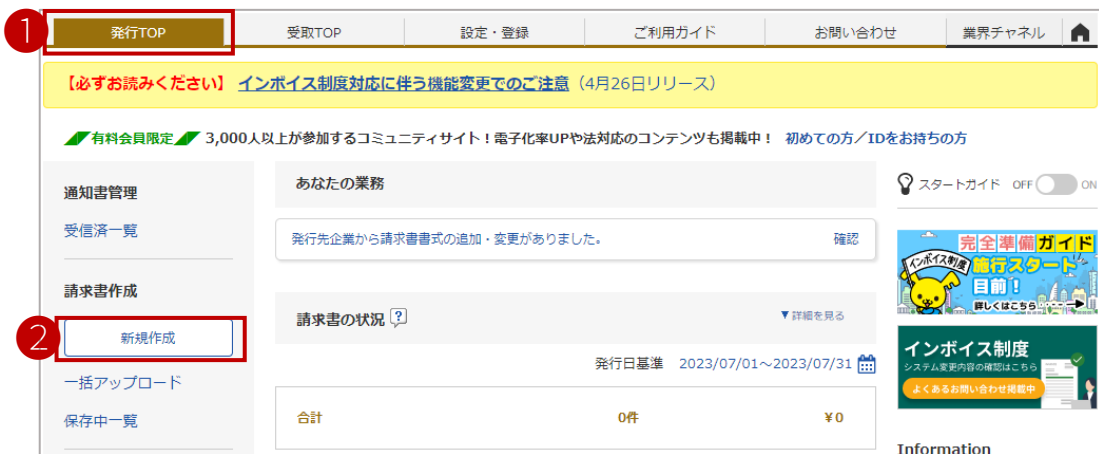 1
発行TOP 受取TOP 設定・登録 ご利用ガイド お問い合わせ 業界チャネル
【必ずお読みください】 インボイス制度対応に伴う機能変更でのご注意（4月26日リリース）
有料会員限定 3,000人以上が参加するコミュニティサイト！電子化率UPや法対応のコンテンツも掲載中！ 初めての方／IDをお持ちの方
通知書管理
受信済一覧
請求書作成
2
新規作成
一括アップロード
保存中一覧
あなたの業務
発行先企業から請求書書式の追加・変更がありました。 確認
請求書の状況 ? ▼詳細を見る
発行日基準 2023/07/01～2023/07/31
合計 0件 ¥0
スタートガイド OFF ON
完全準備ガイド
インボイス制度
施行スタート
目前！
詳しくはこちら
インボイス制度
システム変更内容の確認はこちら
よくあるお問い合わせ掲載中
Information